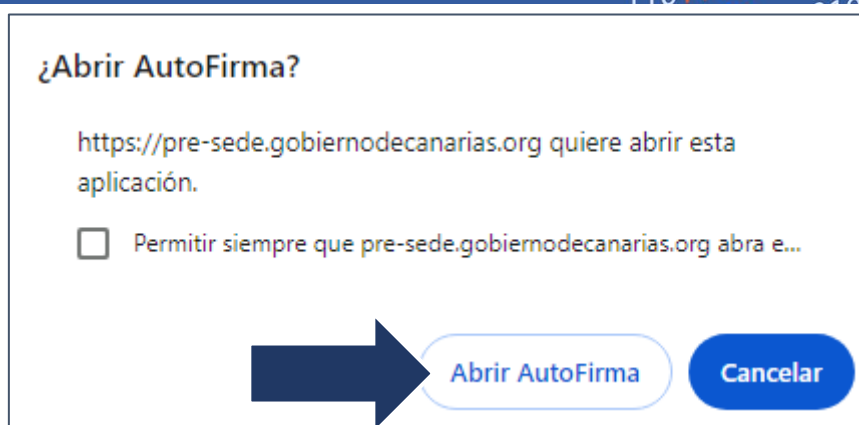 ¿Abrir AutoFirma?
https://pre-sede.gobiernodecanarias.org quiere abrir esta
aplicación.
Permitir siempre que pre-sede.gobiernodecanarias.org abra e...
Abrir AutoFirma
Cancelar